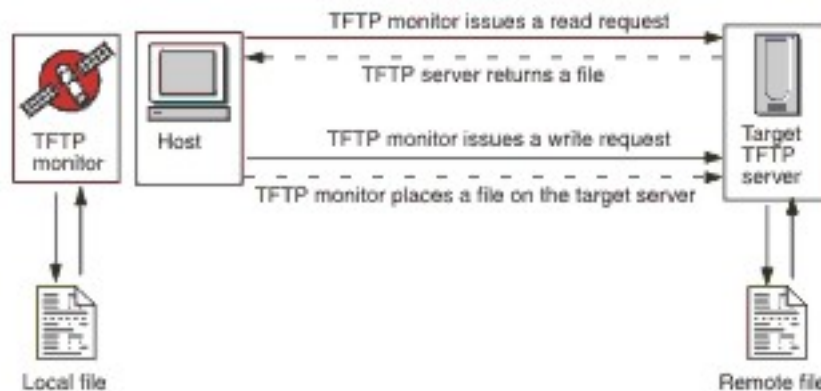 TFTP monitor issues a read request
TFTP server returns a file
TFTP
monitor
Host
TFTP monitor issues a write request
Target
TFTP
server
TFTP monitor places a file on the target server
Local file
Remote file